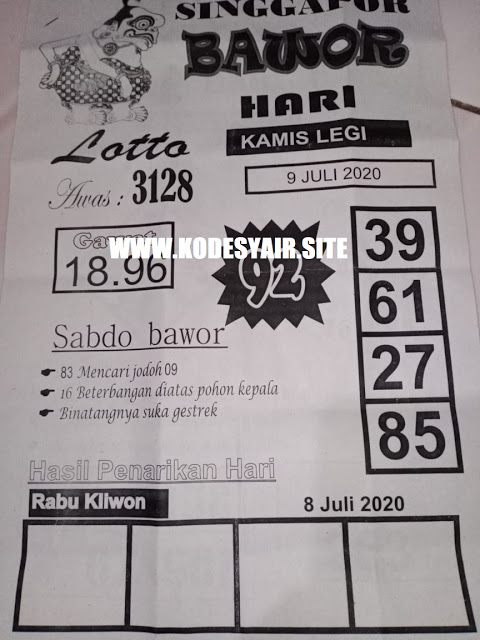 SINGGAPOR
BAWOR
HARI
KAMIS LEGI
9 JULI 2020
Lotto
Awas : 3128
Gawat
18.96
WWW.KODESYAIR.SITE
92
39
61
27
85
Sabdo bawor
83 Mencari jodoh 09
16 Beterbangan diatas pohon kepala
Binatangnya suka gestrek
Hasil Penarikan Hari
Rabu Kliwon
8 Juli 2020